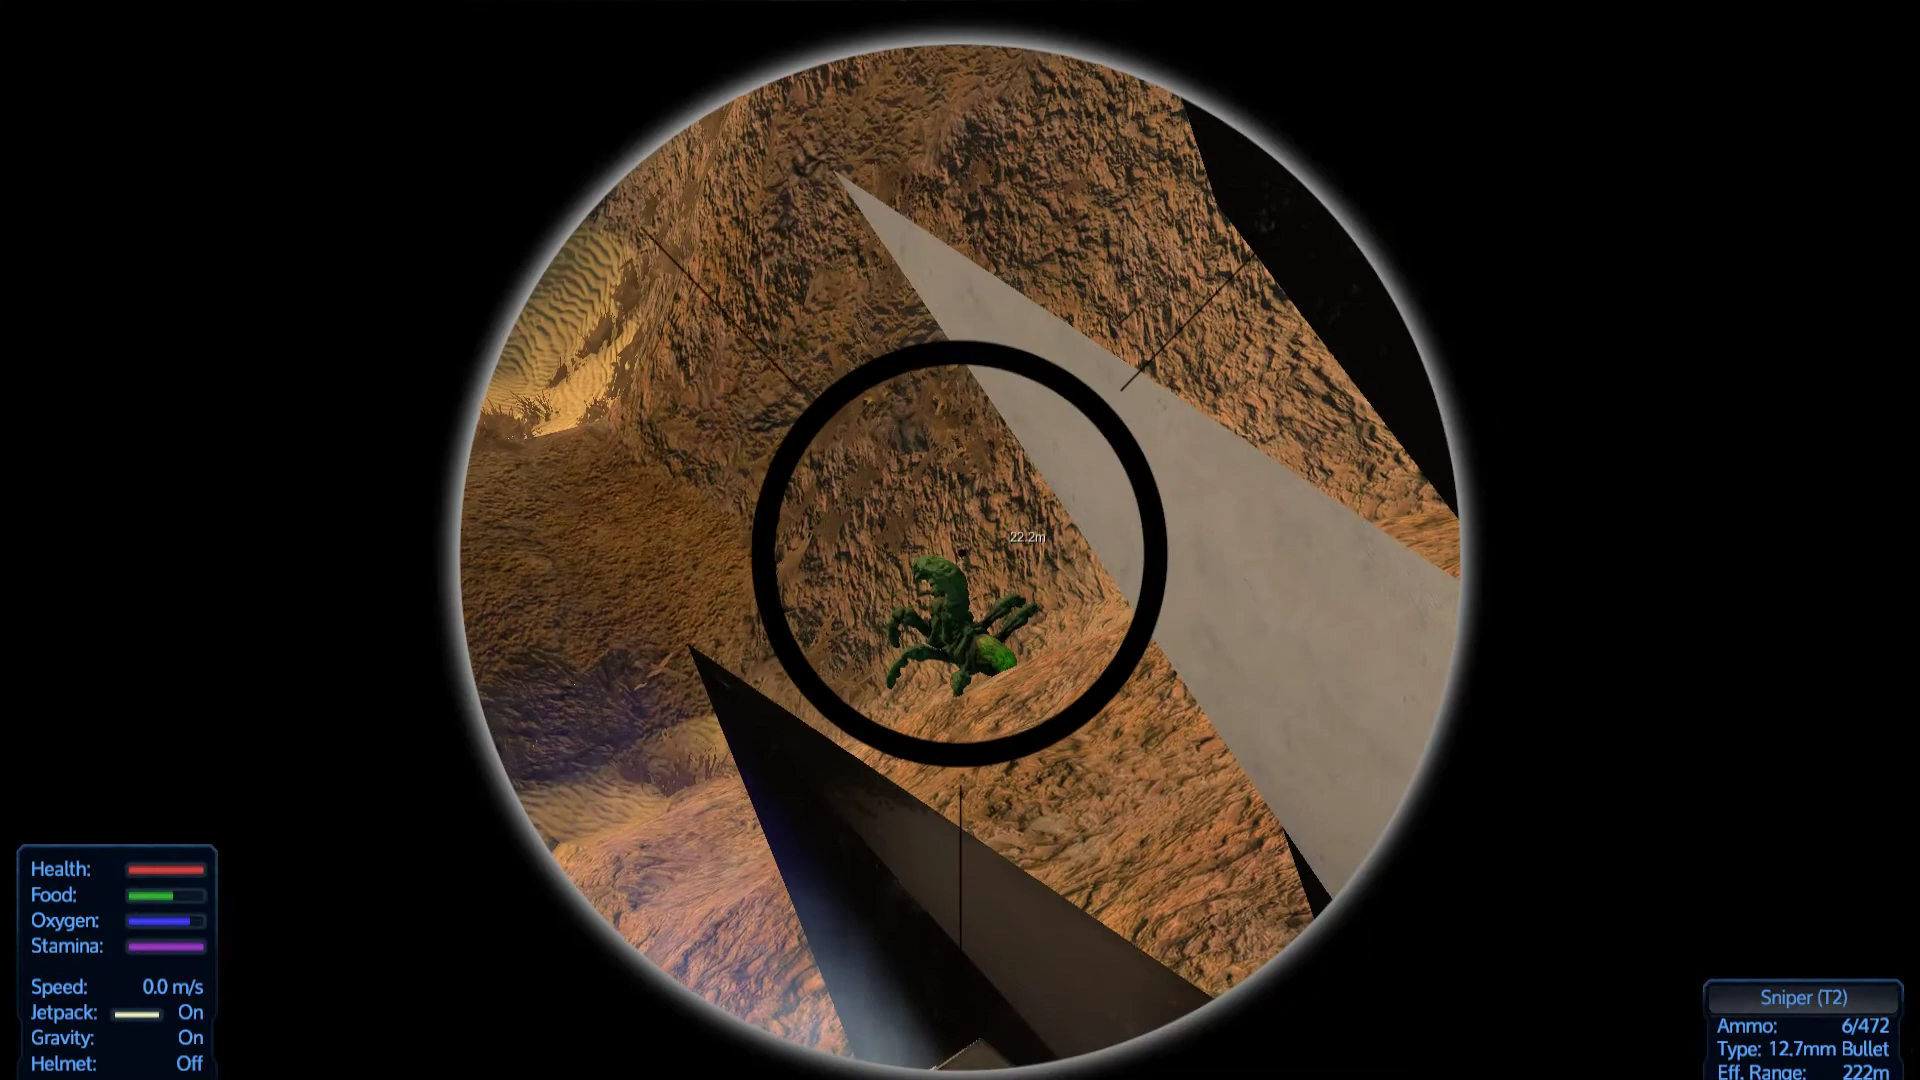 22.2m
Health:
Food:
Oxygen:
Stamina:
Speed: 0.0 m/s
Jetpack: On
Gravity: On
Helmet: Off
Sniper (T2)
Ammo: 6/472
Type: 12.7mm Bullet
Eff. Range: 222m